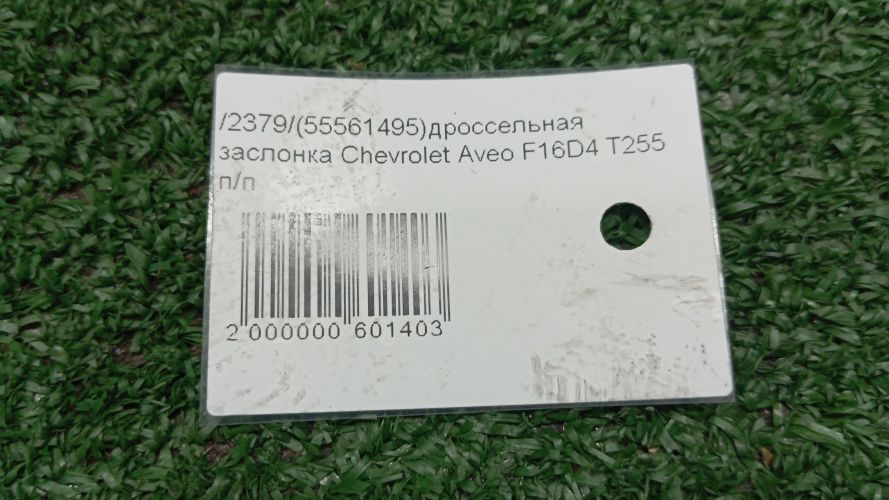 /2379/(55561495)дроссельная
заслонка Chevrolet Aveo F16D4 T255
п/п
2 000000 601403